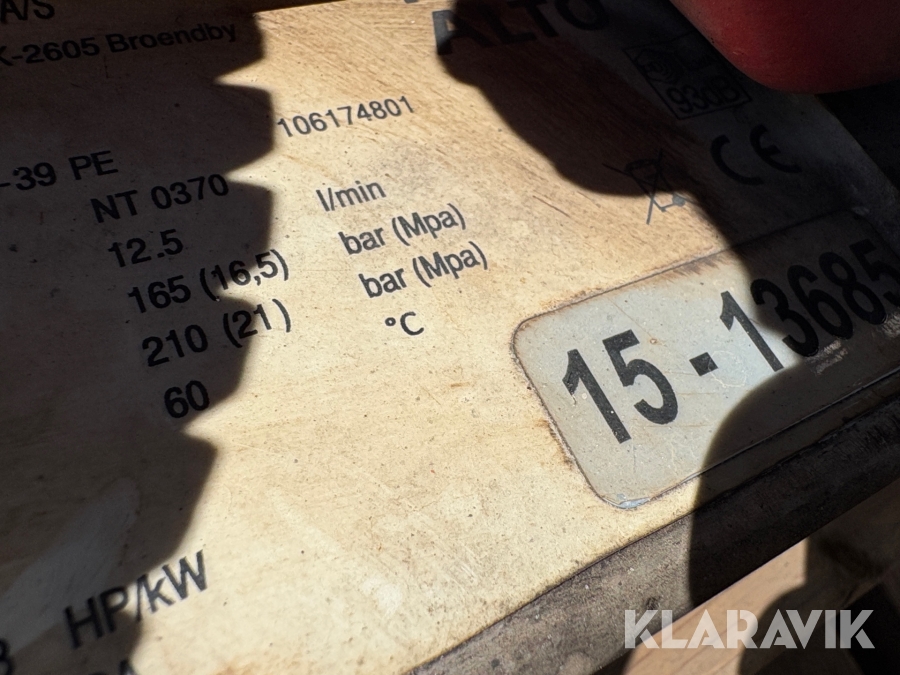 A/S
K-2605 Broendby
ALTO
930B
106174801
-39 PE
NT 0370
12.5 l/min
165 (16,5) bar (Mpa)
210 (21) bar (Mpa)
60 °C
CE
15-13685
HP/kW
KLARAVIK